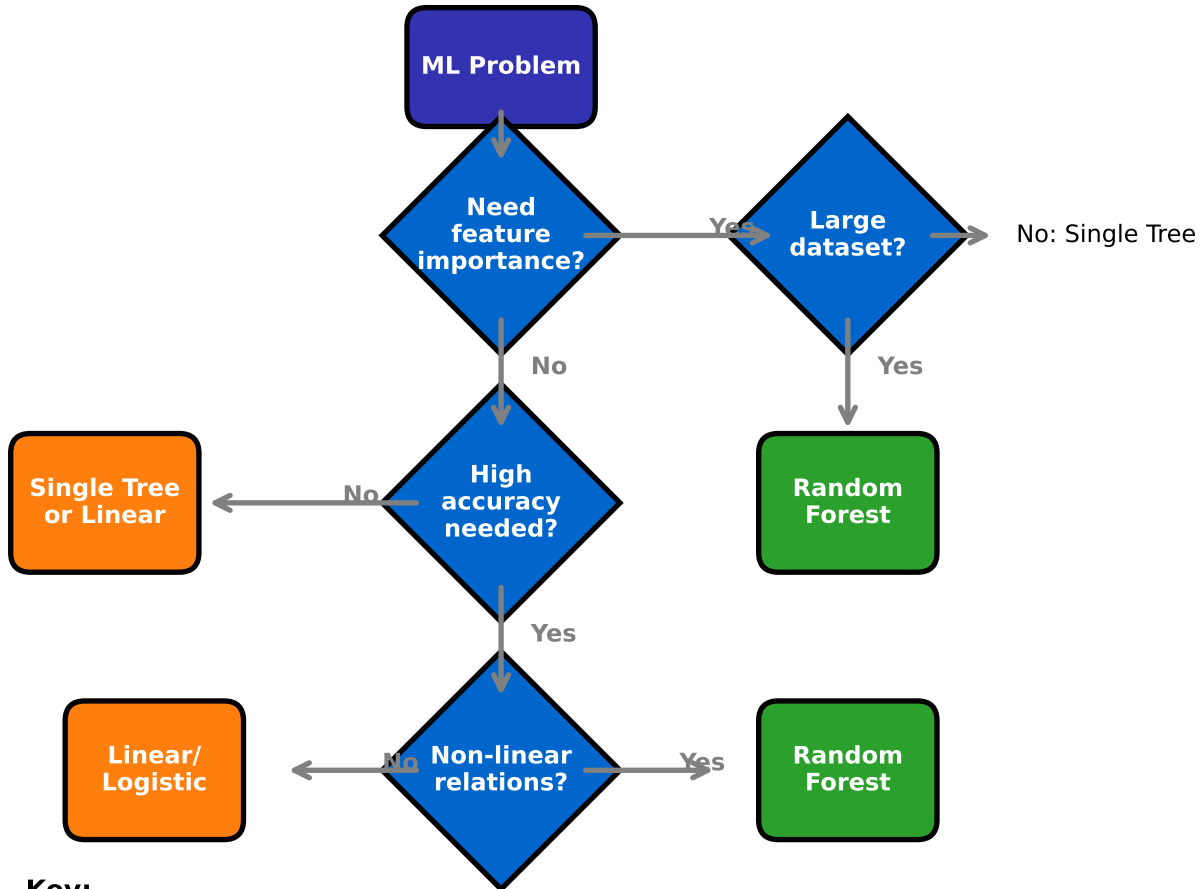 ML Problem
Need
feature
importance?
Yes
Large
dataset?
No: Single Tree
No
Yes
Single Tree
or Linear
No
High
accuracy
needed?
Random
Forest
Yes
Linear/
Logistic
No
Non-linear
relations?
Yes
Random
Forest
Key: